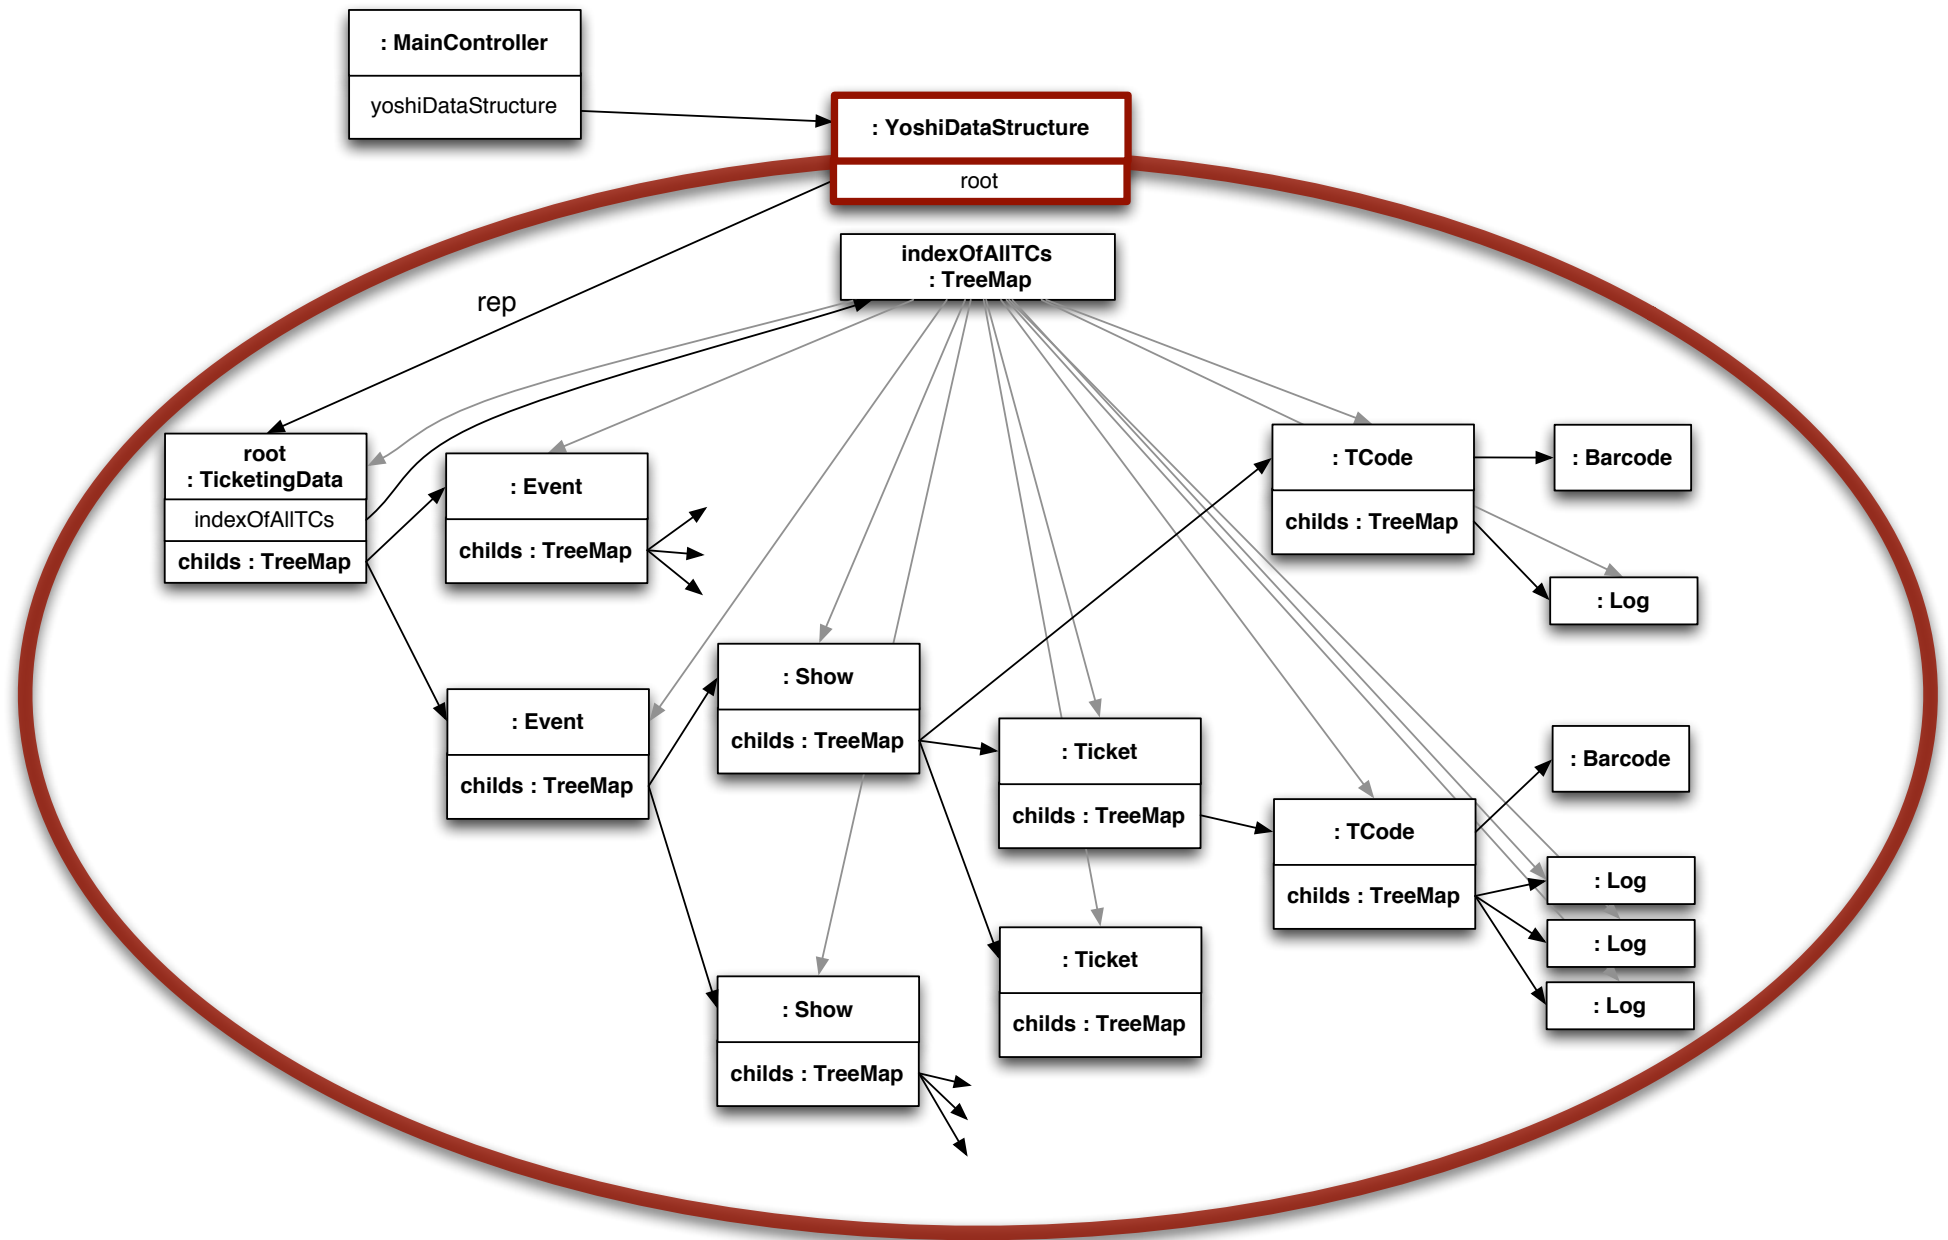 : MainController
yoshiDataStructure
: YoshiDataStructure
root
indexOfAllTCs
: TreeMap
rep
root
: TicketingData
indexOfAllTCs
childs : TreeMap
: Event
childs : TreeMap
: TCode
childs : TreeMap
: Barcode
: Log
: Event
childs : TreeMap
: Show
childs : TreeMap
: Ticket
childs : TreeMap
: TCode
childs : TreeMap
: Barcode
: Log
: Log
: Log
: Ticket
childs : TreeMap
: Show
childs : TreeMap